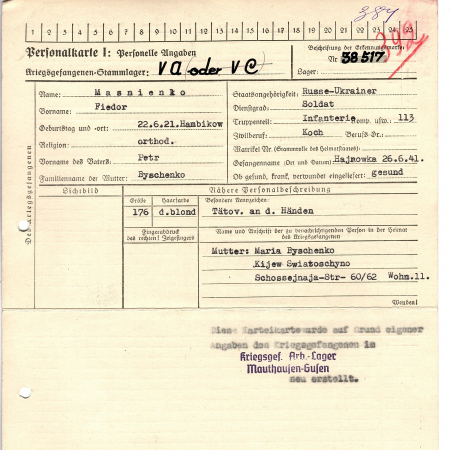 384
1 2 3 4 5 6 7 8 9 10 11 12 13 14 15 16 17 18 19 20 21 22 23 24 25
Personalkarte I: Personelle Angaben
Kriegsgefangenen-Stammlager: V A (oder V C)
Beschriftung der Erkennungsmarke:
Nr. 38517
Lager:
Des Kriegsgefangenen
Name: Masnienko
Vorname: Fiedor
Geburtstag und -ort: 22.6.21. Hambikow
Religion: orthod.
Vorname des Vaters: Petr
Familienname der Mutter: Byschenko
Staatsangehörigkeit: Russe-Ukrainer
Dienstgrad: Soldat
Truppenteil: Infanterie Komp. usw.: 113
Zivilberuf: Koch Berufs-Gr.:
Matrikel Nr. (Stammrolle des Heimatstaates):
Gefangennahme (Ort und Datum) Hajnowka 26.6.41.
Ob gesund, krank, verwundet eingeliefert: gesund
Lichtbild
Nähere Personalbeschreibung
Größe Haarfarbe Besondere Kennzeichen:
176 d.blond Tätov. an d. Händen
Fingerabdruck
des rechten! Zeigefingers
Name und Anschrift der zu benachrichtigenden Person in der Heimat
des Kriegsgefangenen
Mutter: Maria Byschenko
Kijew Swiatoschyno
Schossejnaja-Str- 60/62 Wohn.11.
Wenden!
Diese Karteikarte wurde auf Grund eigener
Angaben des Kriegsgefangenen im
Kriegsgef. Arb.-Lager
Mauthausen-Gusen
neu erstellt.